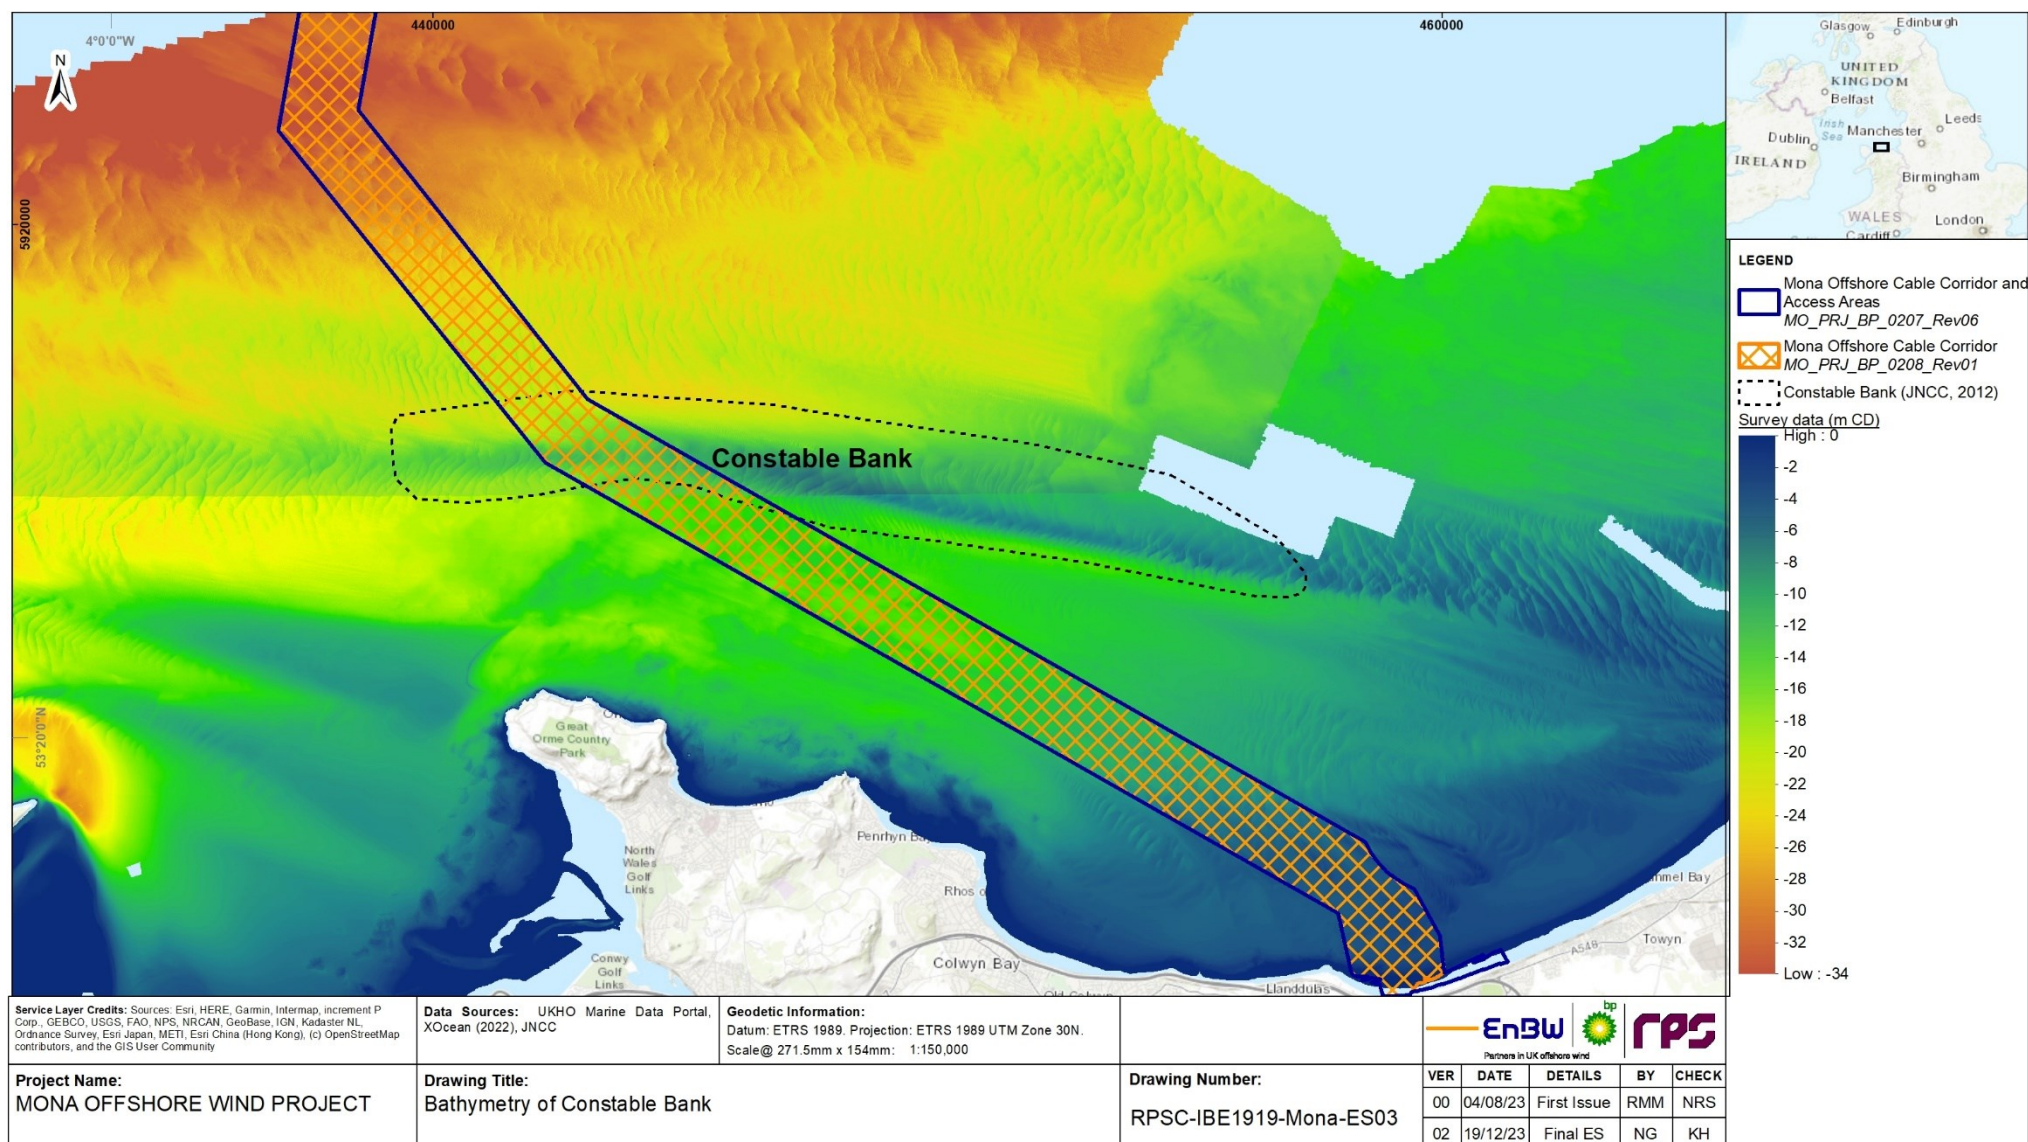 4°0'0"W
440000
460000
N
5920000
53°20'0"N
Constable Bank
Great
Orme Country
Park
North
Wales
Golf
Links
Conwy
Golf
Links
Penrhyn
Rhos
Colwyn Bay
Llanddulas
A548
Towyn
mmel Bay
Glasgow
Edinburgh
UNITED
KINGDOM
Belfast
Irish
Sea
Leeds
Dublin
Manchester
IRELAND
Birmingham
WALES
London
Cardiff
LEGEND
Mona Offshore Cable Corridor and
Access Areas
MO_PRJ_BP_0207_Rev06
Mona Offshore Cable Corridor
MO_PRJ_BP_0208_Rev01
Constable Bank (JNCC, 2012)
Survey data (m CD)
High : 0
-2
-4
-6
-8
-10
-12
-14
-16
-18
-20
-22
-24
-26
-28
-30
-32
Low : -34
Service Layer Credits: Sources: Esri, HERE, Garmin, Intermap, increment P
Corp., GEBCO, USGS, FAO, NPS, NRCAN, GeoBase, IGN, Kadaster NL,
Ordnance Survey, Esri Japan, METI, Esri China (Hong Kong), (c) OpenStreetMap
contributors, and the GIS User Community
Data Sources: UKHO Marine Data Portal,
XOcean (2022), JNCC
Geodetic Information:
Datum: ETRS 1989. Projection: ETRS 1989 UTM Zone 30N.
Scale@ 271.5mm x 154mm: 1:150,000
EnBW
bp
rps
Partners in UK offshore wind
Project Name:
MONA OFFSHORE WIND PROJECT
Drawing Title:
Bathymetry of Constable Bank
Drawing Number:
RPSC-IBE1919-Mona-ES03
VER DATE DETAILS BY CHECK
00 04/08/23 First Issue RMM NRS
02 19/12/23 Final ES NG KH